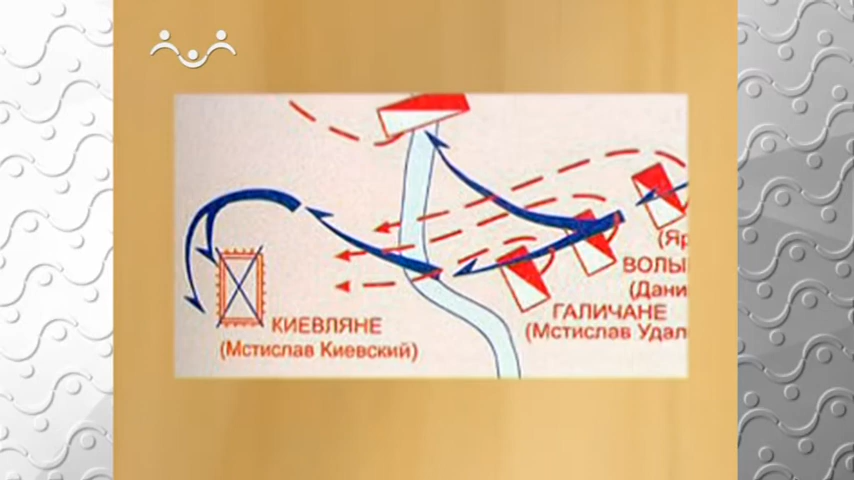 (Яр
ВОЛЫ
(Дани
ГАЛИЧАНЕ
(Мстислав Удал
КИЕВЛЯНЕ
(Мстислав Киевский)